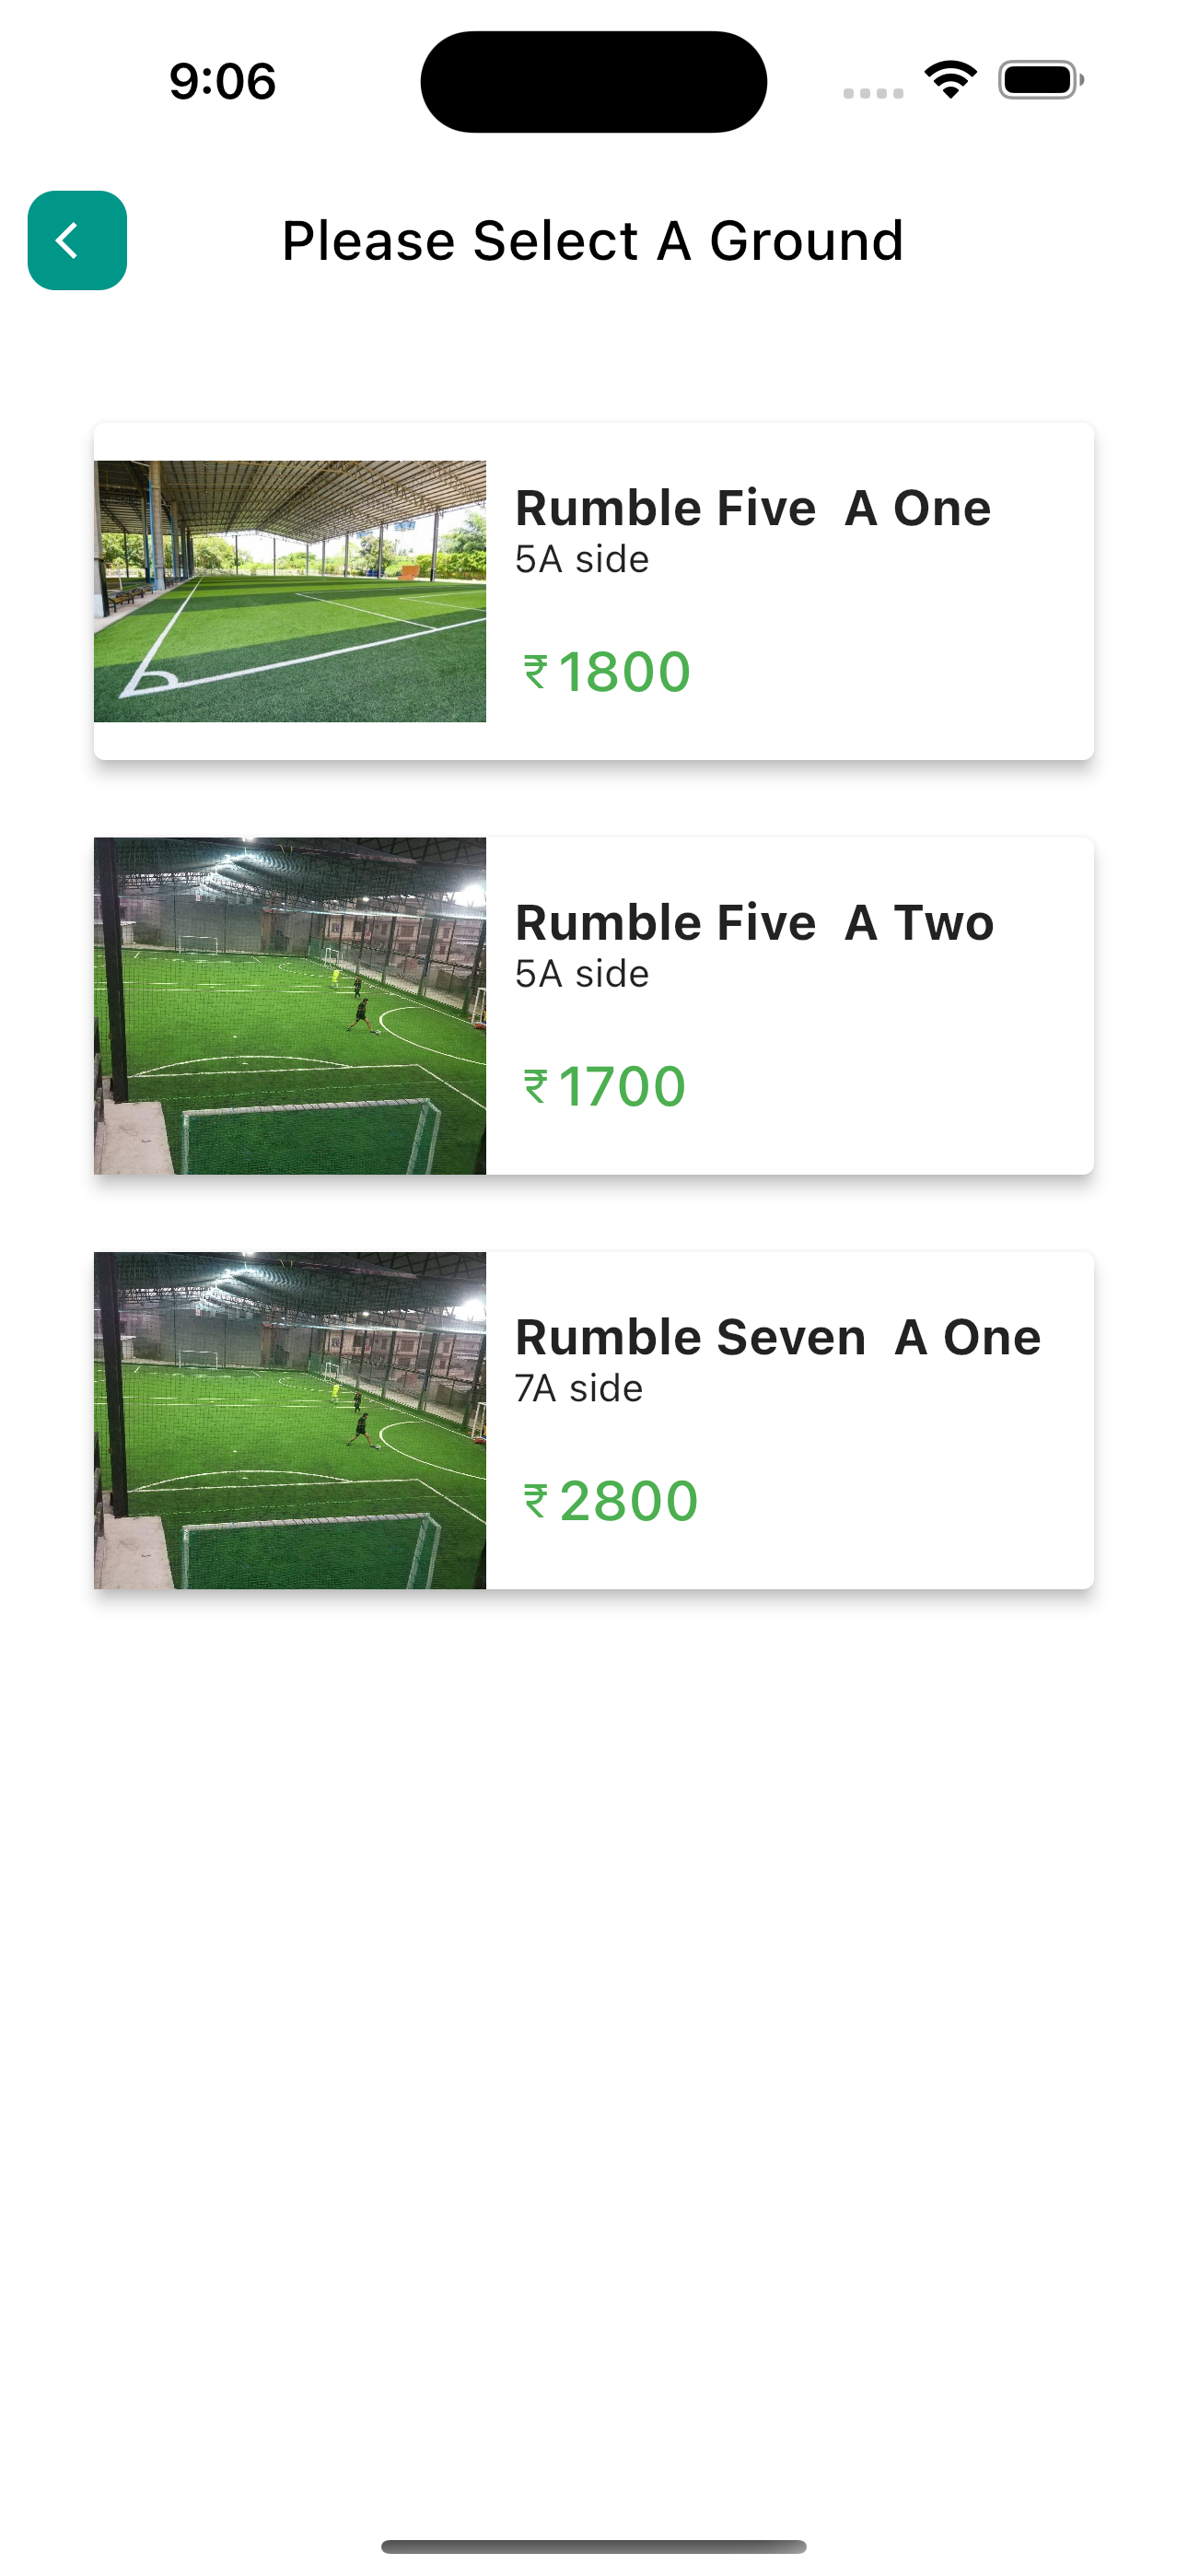 9:06
Please Select A Ground
Rumble Five  A One
5A side
₹ 1800
Rumble Five  A Two
5A side
₹ 1700
Rumble Seven  A One
7A side
₹ 2800